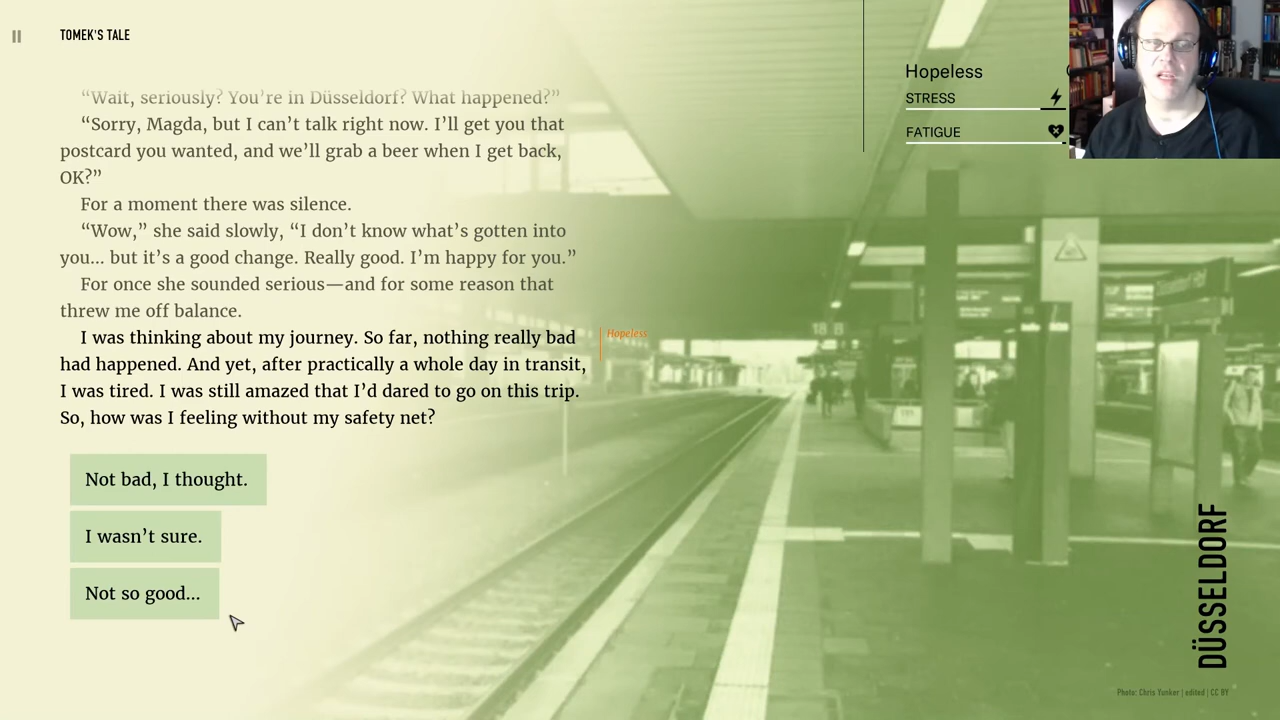 TOMEK'S TALE
“Wait, seriously? You’re in Düsseldorf? What happened?”
“Sorry, Magda, but I can’t talk right now. I’ll get you that
postcard you wanted, and we’ll grab a beer when I get back,
OK?”
For a moment there was silence.
“Wow,” she said slowly, “I don’t know what’s gotten into
you... but it’s a good change. Really good. I’m happy for you.”
For once she sounded serious—and for some reason that
threw me off balance.
I was thinking about my journey. So far, nothing really bad
had happened. And yet, after practically a whole day in transit,
I was tired. I was still amazed that I’d dared to go on this trip.
So, how was I feeling without my safety net?
Hopeless
Not bad, I thought.
I wasn’t sure.
Not so good...
Hopeless
STRESS
FATIGUE
18
DÜSSELDORF
Photo: Chris Yunker | edited | CC BY